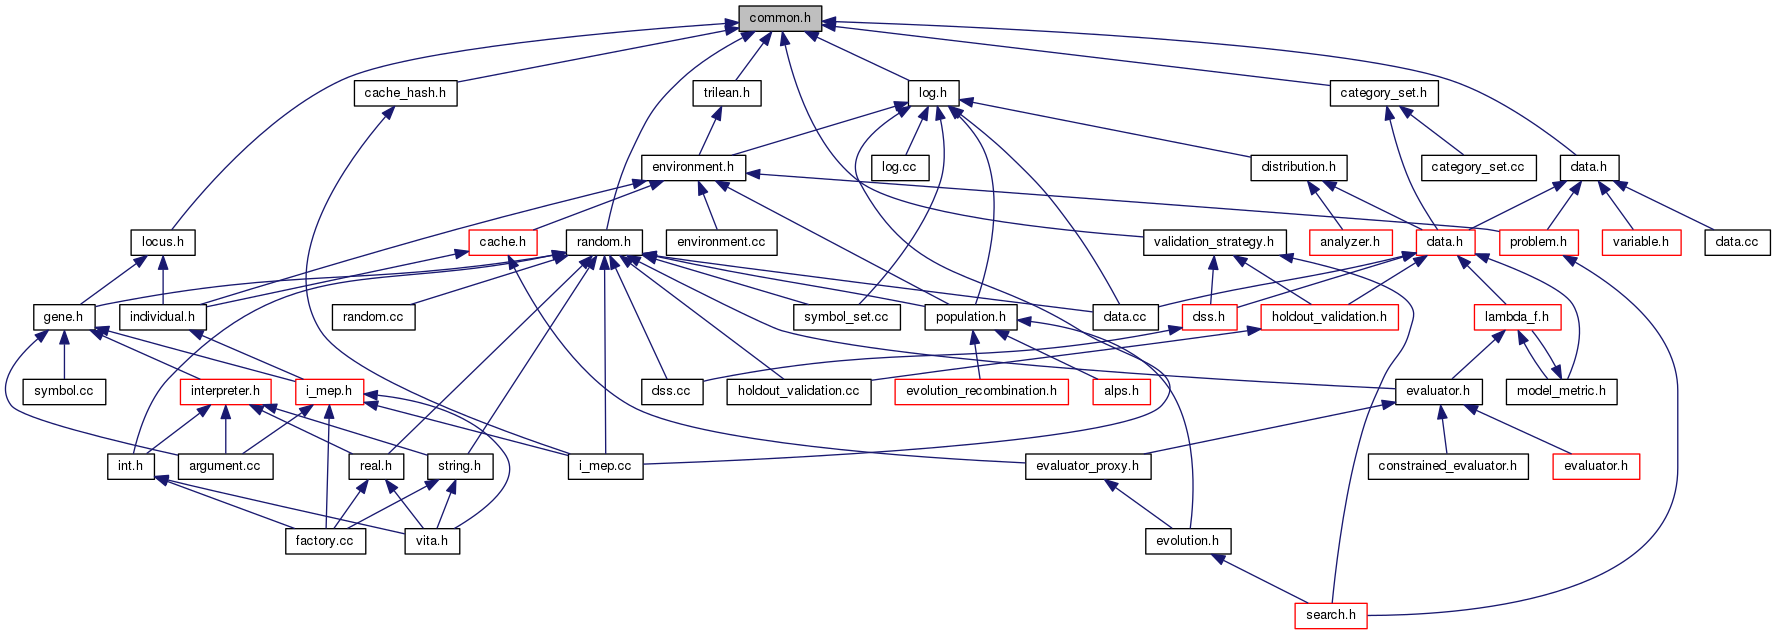 common.h
cache_hash.h
trilean.h
log.h
category_set.h
environment.h
log.cc
distribution.h
category_set.cc
data.h
locus.h
cache.h
random.h
environment.cc
validation_strategy.h
analyzer.h
data.h
problem.h
variable.h
data.cc
gene.h
individual.h
random.cc
symbol_set.cc
population.h
data.cc
dss.h
holdout_validation.h
lambda_f.h
symbol.cc
interpreter.h
i_mep.h
dss.cc
holdout_validation.cc
evolution_recombination.h
alps.h
evaluator.h
model_metric.h
int.h
argument.cc
real.h
string.h
i_mep.cc
evaluator_proxy.h
constrained_evaluator.h
evaluator.h
factory.cc
vita.h
evolution.h
search.h